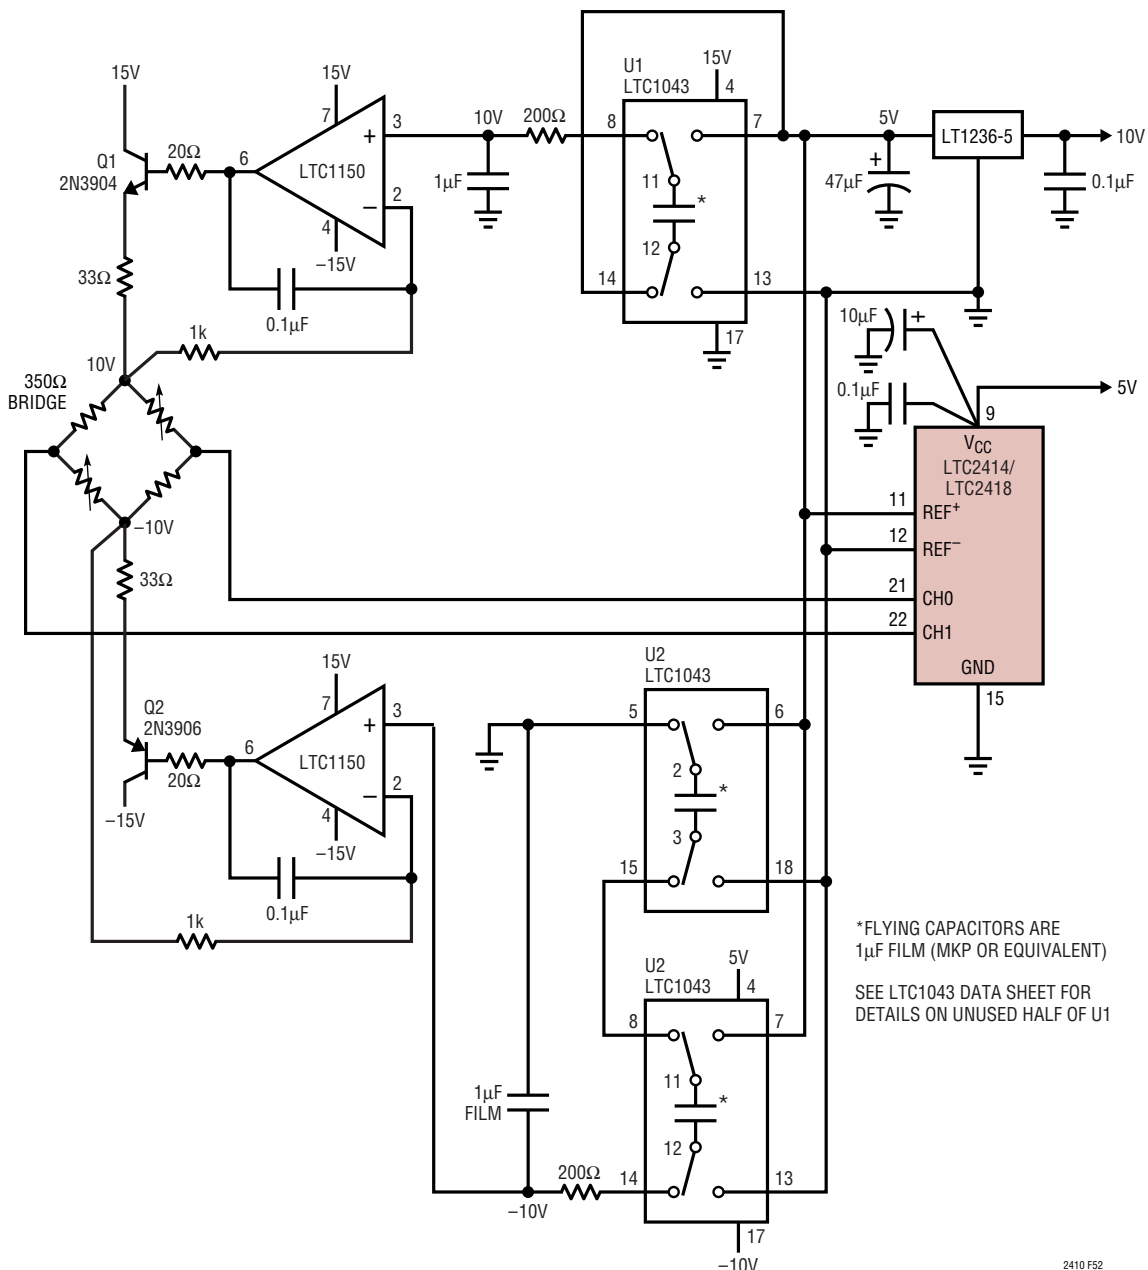 15V
Q1
2N3904
20Ω
6
15V
7
LTC1150
+
3
2
−
4
−15V
0.1µF
10V
1µF
200Ω
U1
LTC1043
15V
4
8
7
11
*
12
14
13
17
5V
+
47µF
LT1236-5
10V
0.1µF
33Ω
1k
10V
350Ω
BRIDGE
−10V
33Ω
10µF
+
0.1µF
5V
9
VCC
LTC2414/
LTC2418
11
REF+
12
REF−
21
CH0
22
CH1
GND
15
Q2
2N3906
20Ω
−15V
6
15V
7
LTC1150
+
3
2
−
4
−15V
0.1µF
1k
U2
LTC1043
5
6
2
*
3
15
18
U2
LTC1043
5V
4
8
7
11
*
12
14
13
17
−10V
1µF
FILM
200Ω
−10V
*FLYING CAPACITORS ARE
1µF FILM (MKP OR EQUIVALENT)
SEE LTC1043 DATA SHEET FOR
DETAILS ON UNUSED HALF OF U1
2410 F52